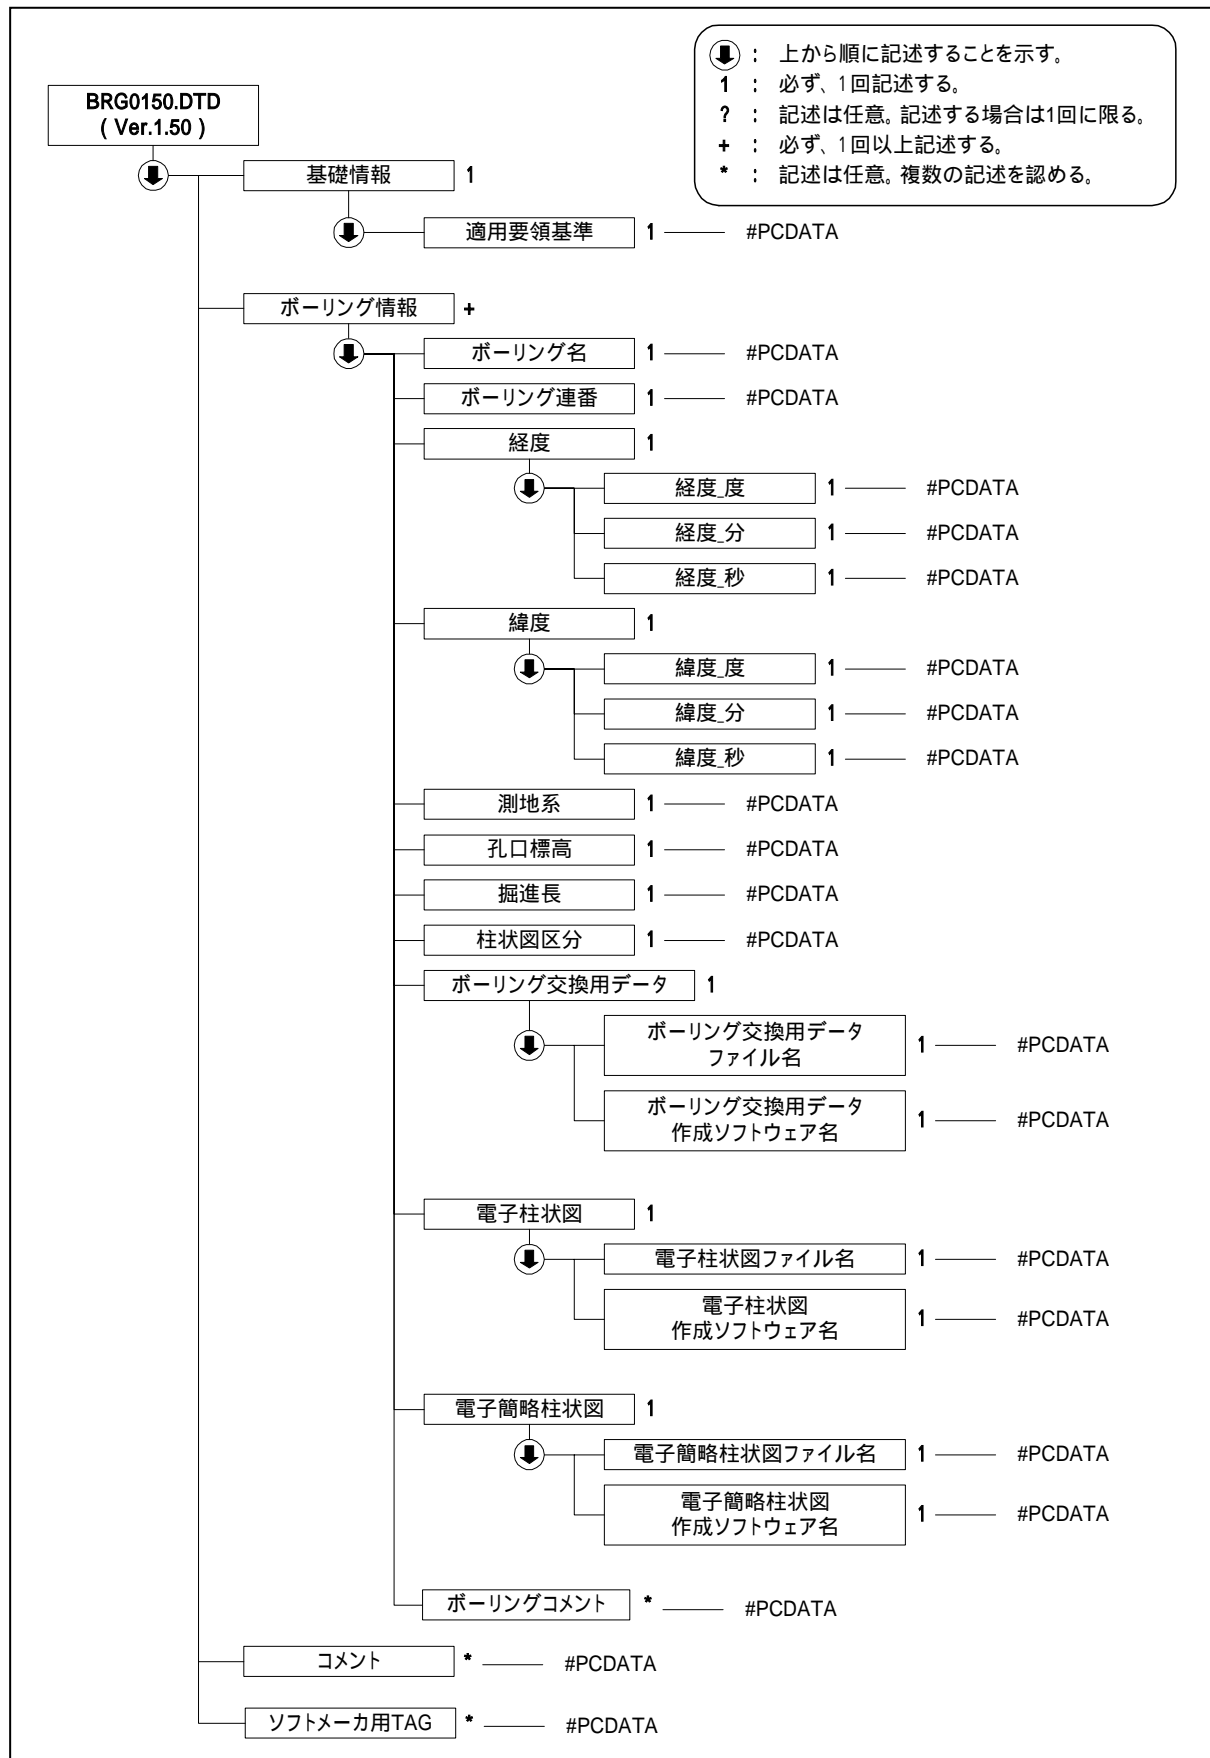 ： 上から順に記述することを示す。
1 ： 必ず、1回記述する。
? ： 記述は任意。記述する場合は1回に限る。
+ ： 必ず、1回以上記述する。
* ： 記述は任意。複数の記述を認める。
BRG0150.DTD
( Ver.1.50 )
基礎情報 1
適用要領基準 1 #PCDATA
ボーリング情報 +
ボーリング名 1 #PCDATA
ボーリング連番 1 #PCDATA
経度 1
経度_度 1 #PCDATA
経度_分 1 #PCDATA
経度_秒 1 #PCDATA
緯度 1
緯度_度 1 #PCDATA
緯度_分 1 #PCDATA
緯度_秒 1 #PCDATA
測地系 1 #PCDATA
孔口標高 1 #PCDATA
掘進長 1 #PCDATA
柱状図区分 1 #PCDATA
ボーリング交換用データ 1
ボーリング交換用データ
ファイル名 1 #PCDATA
ボーリング交換用データ
作成ソフトウェア名 1 #PCDATA
電子柱状図 1
電子柱状図ファイル名 1 #PCDATA
電子柱状図
作成ソフトウェア名 1 #PCDATA
電子簡略柱状図 1
電子簡略柱状図ファイル名 1 #PCDATA
電子簡略柱状図
作成ソフトウェア名 1 #PCDATA
ボーリングコメント * #PCDATA
コメント * #PCDATA
ソフトメーカ用TAG * #PCDATA